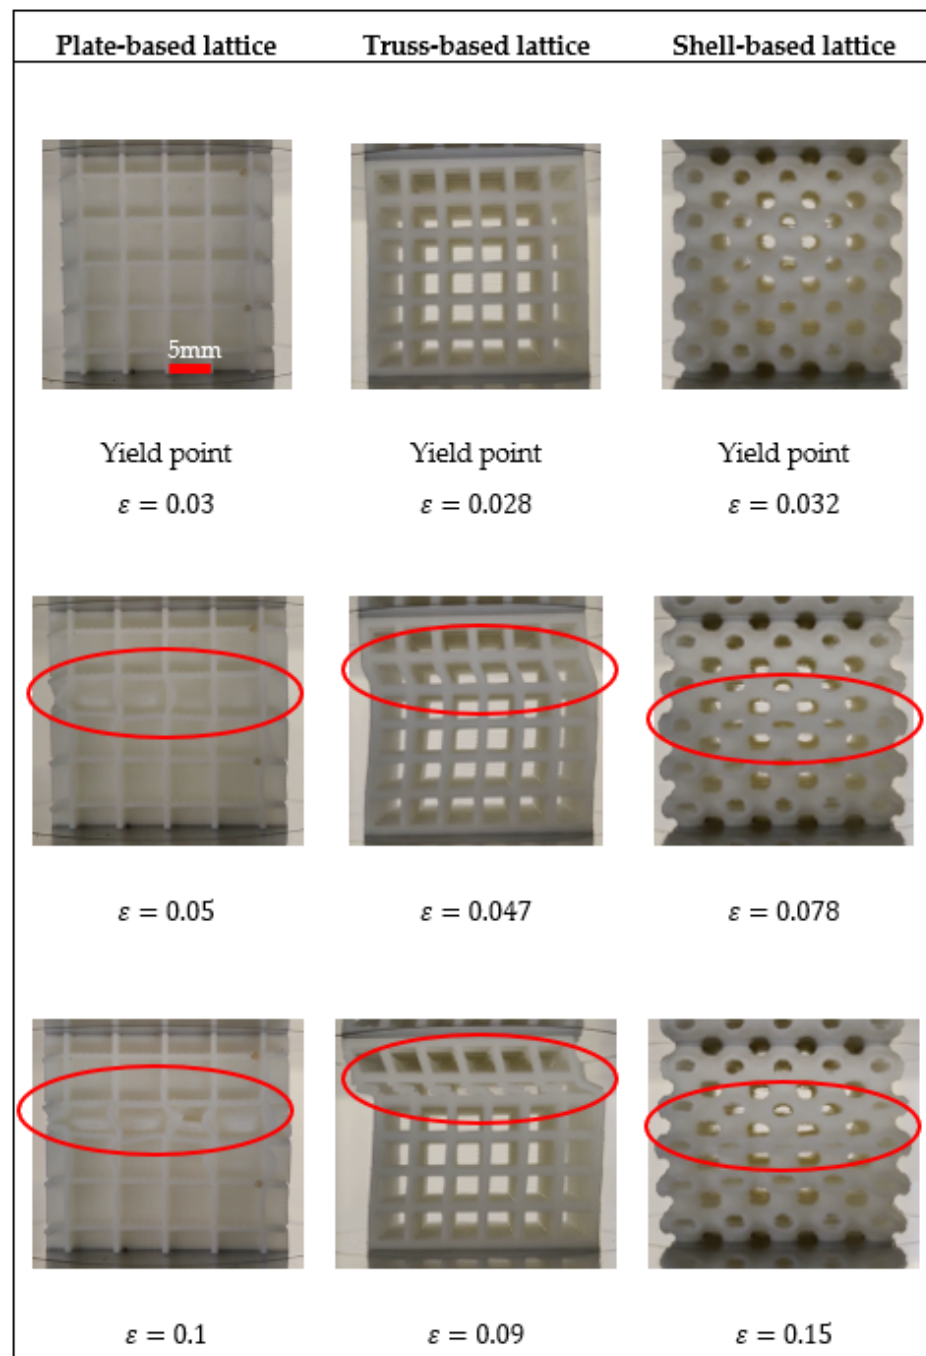 Plate-based lattice Truss-based lattice Shell-based lattice
5mm
Yield point Yield point Yield point
ε = 0.03 ε = 0.028 ε = 0.032
ε = 0.05 ε = 0.047 ε = 0.078
ε = 0.1 ε = 0.09 ε = 0.15